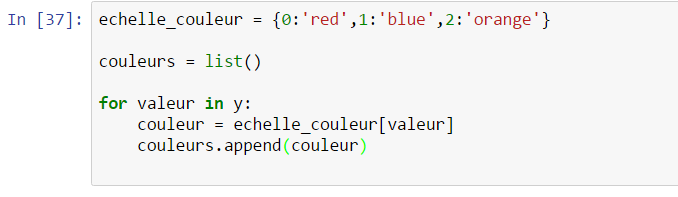 In [37]: echelle_couleur = {0:'red',1:'blue',2:'orange'}
couleurs = list()
for valeur in y:
    couleur = echelle_couleur[valeur]
    couleurs.append(couleur)